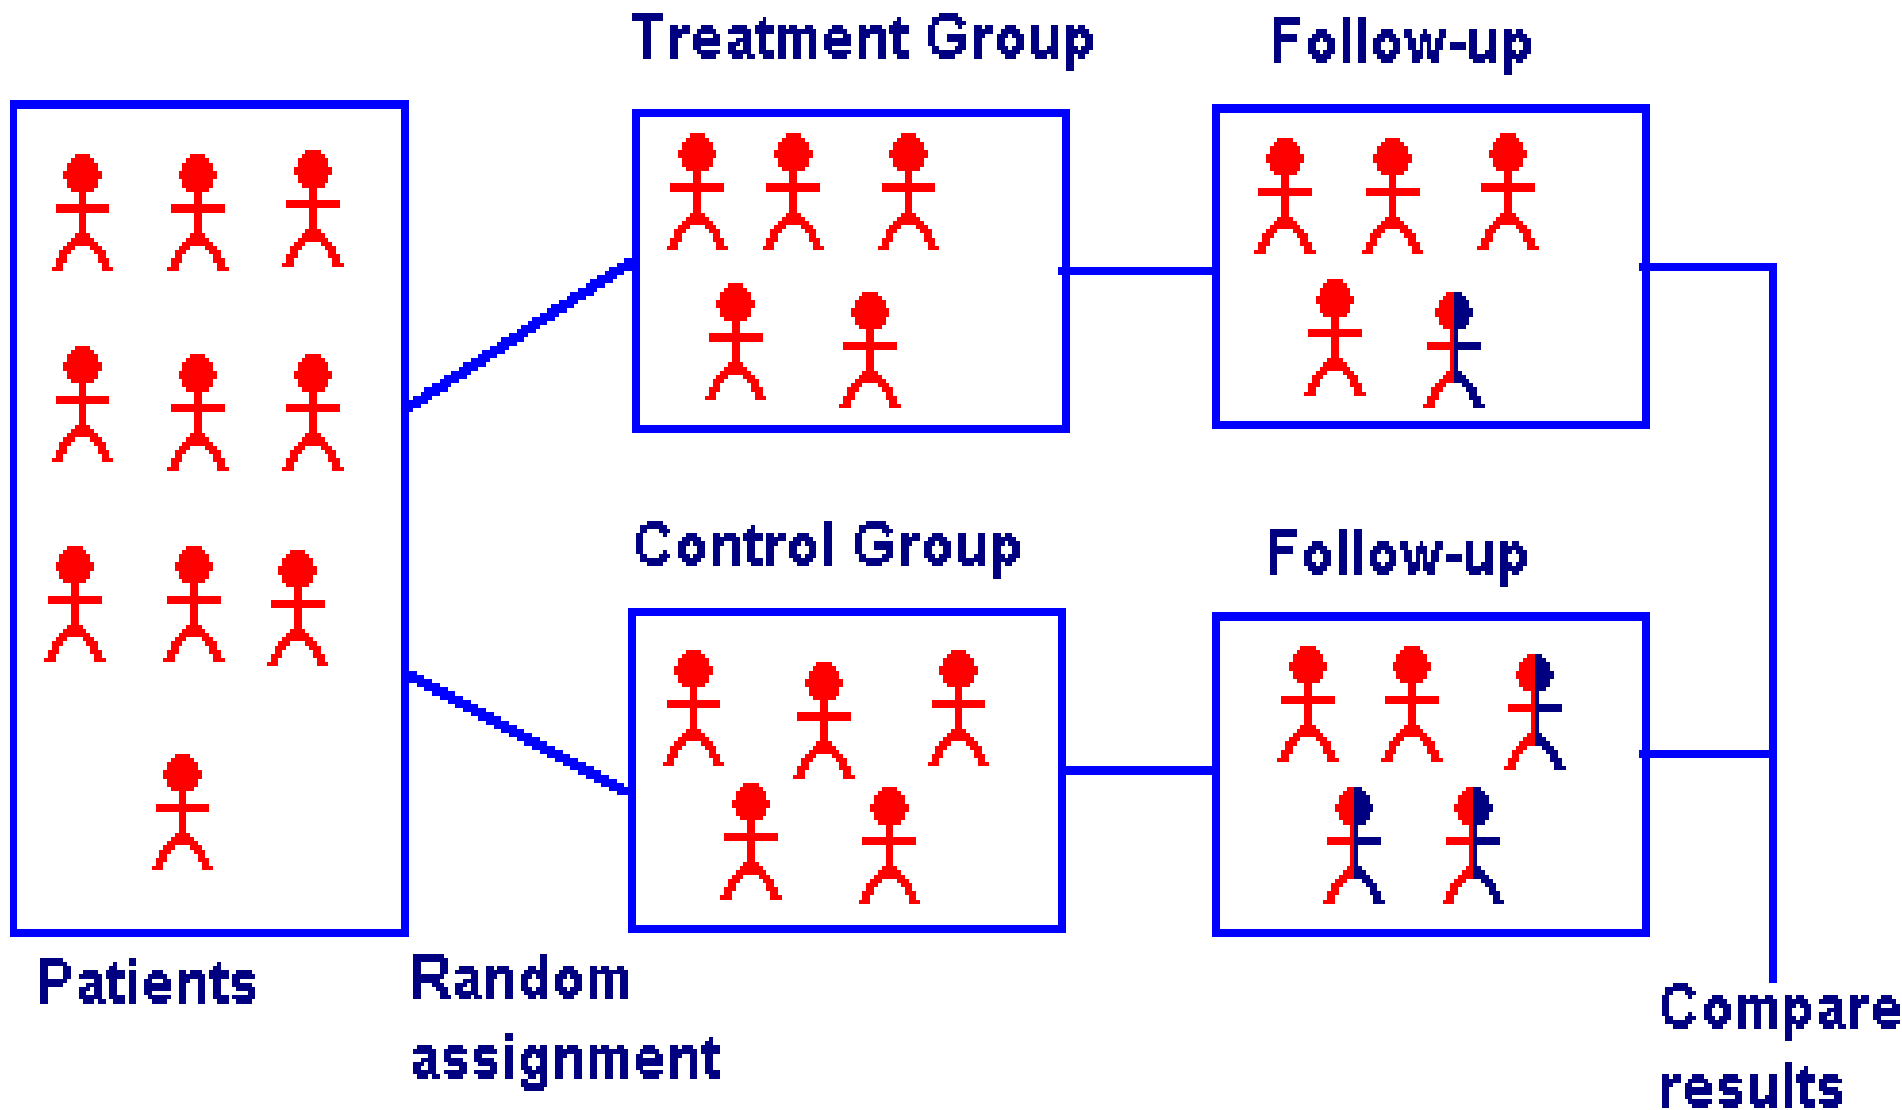 Treatment Group
Follow-up
Control Group
Follow-up
Patients
Random
assignment
Compare
results